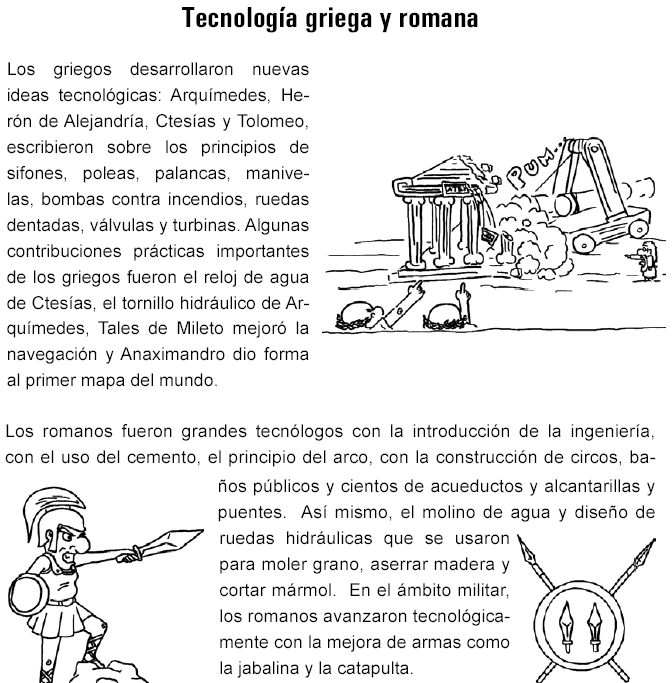 Tecnología griega y romana
Los griegos desarrollaron nuevas
ideas tecnológicas: Arquímedes, He-
rón de Alejandría, Ctesías y Tolomeo,
escribieron sobre los principios de
sifones, poleas, palancas, manive-
las, bombas contra incendios, ruedas
dentadas, válvulas y turbinas. Algunas
contribuciones prácticas importantes
de los griegos fueron el reloj de agua
de Ctesías, el tornillo hidráulico de Ar-
químedes, Tales de Mileto mejoró la
navegación y Anaximandro dio forma
al primer mapa del mundo.
PUM...
Los romanos fueron grandes tecnólogos con la introducción de la ingeniería,
con el uso del cemento, el principio del arco, con la construcción de circos, ba-
ños públicos y cientos de acueductos y alcantarillas y
puentes. Así mismo, el molino de agua y diseño de
ruedas hidráulicas que se usaron
para moler grano, aserrar madera y
cortar mármol. En el ámbito militar,
los romanos avanzaron tecnológica-
mente con la mejora de armas como
la jabalina y la catapulta.